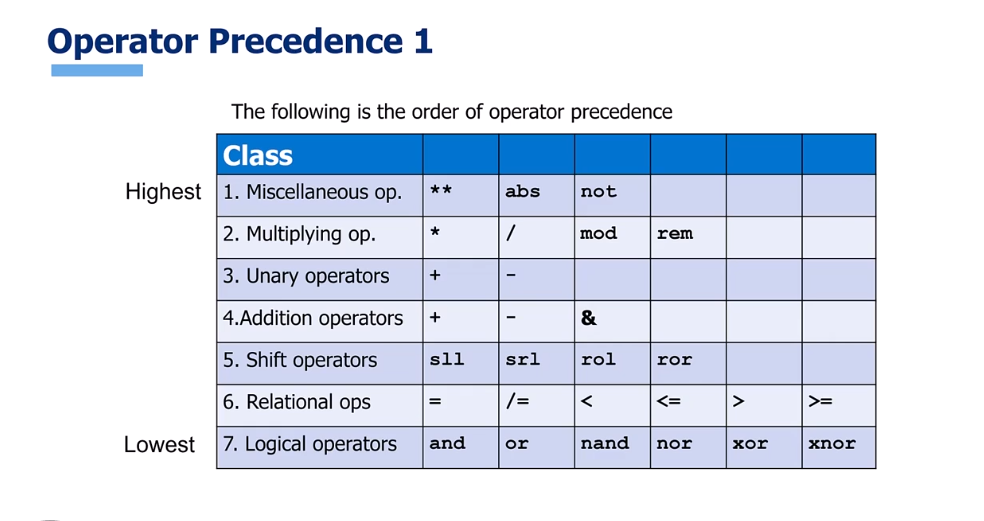 Operator Precedence 1
The following is the order of operator precedence
Class
Highest 1. Miscellaneous op. ** abs not
2. Multiplying op. * / mod rem
3. Unary operators + -
4.Addition operators + - &
5. Shift operators sll srl rol ror
6. Relational ops = /= < <= > >=
Lowest 7. Logical operators and or nand nor xor xnor